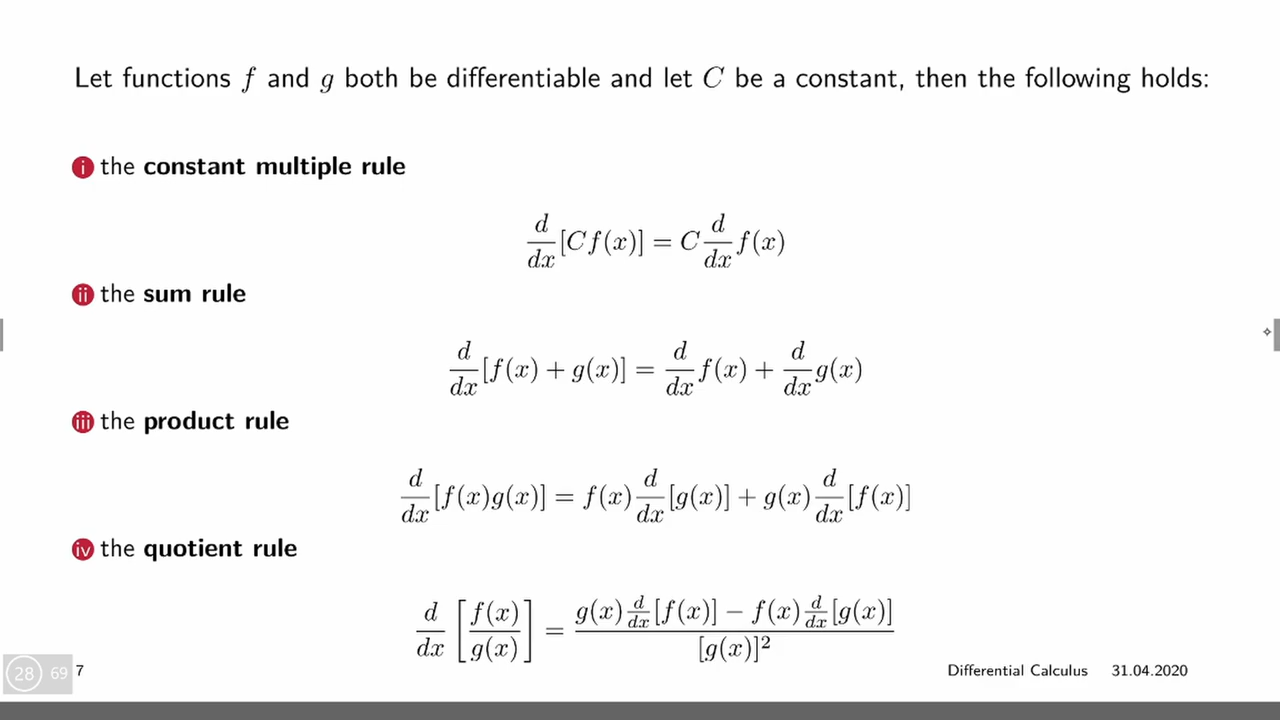 Let functions f and g both be differentiable and let C be a constant, then the following holds:
i the constant multiple rule
d/dx [Cf(x)] = C d/dx f(x)
ii the sum rule
d/dx [f(x) + g(x)] = d/dx f(x) + d/dx g(x)
iii the product rule
d/dx [f(x)g(x)] = f(x) d/dx [g(x)] + g(x) d/dx [f(x)]
iv the quotient rule
d/dx [f(x)/g(x)] = (g(x) d/dx [f(x)] − f(x) d/dx [g(x)]) / [g(x)]²
28 69 7 Differential Calculus 31.04.2020